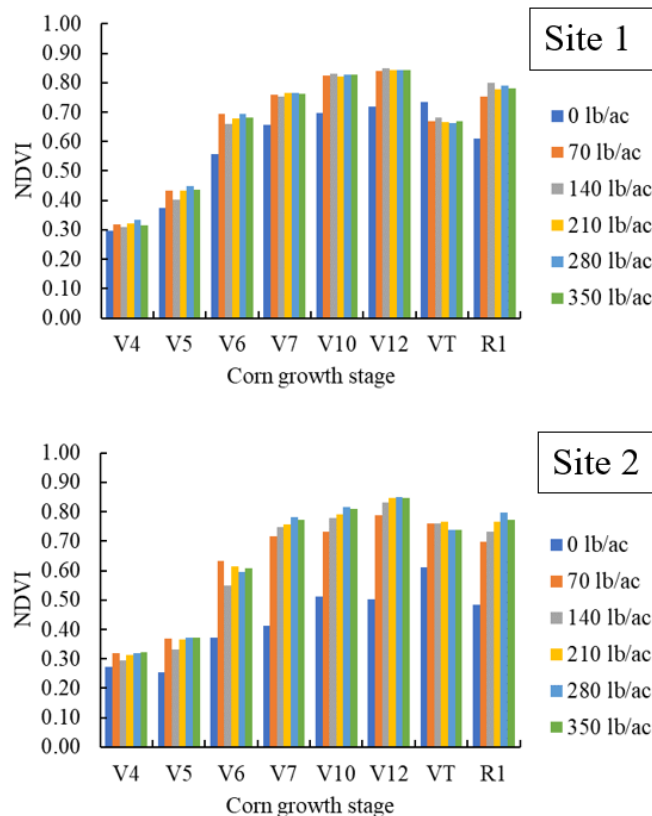 Site 1
1.00
0.90
0.80
0.70
0.60
0.50
0.40
0.30
0.20
0.10
0.00
NDVI
V4 V5 V6 V7 V10 V12 VT R1
Corn growth stage
0 lb/ac
70 lb/ac
140 lb/ac
210 lb/ac
280 lb/ac
350 lb/ac
Site 2
1.00
0.90
0.80
0.70
0.60
0.50
0.40
0.30
0.20
0.10
0.00
NDVI
V4 V5 V6 V7 V10 V12 VT R1
Corn growth stage
0 lb/ac
70 lb/ac
140 lb/ac
210 lb/ac
280 lb/ac
350 lb/ac